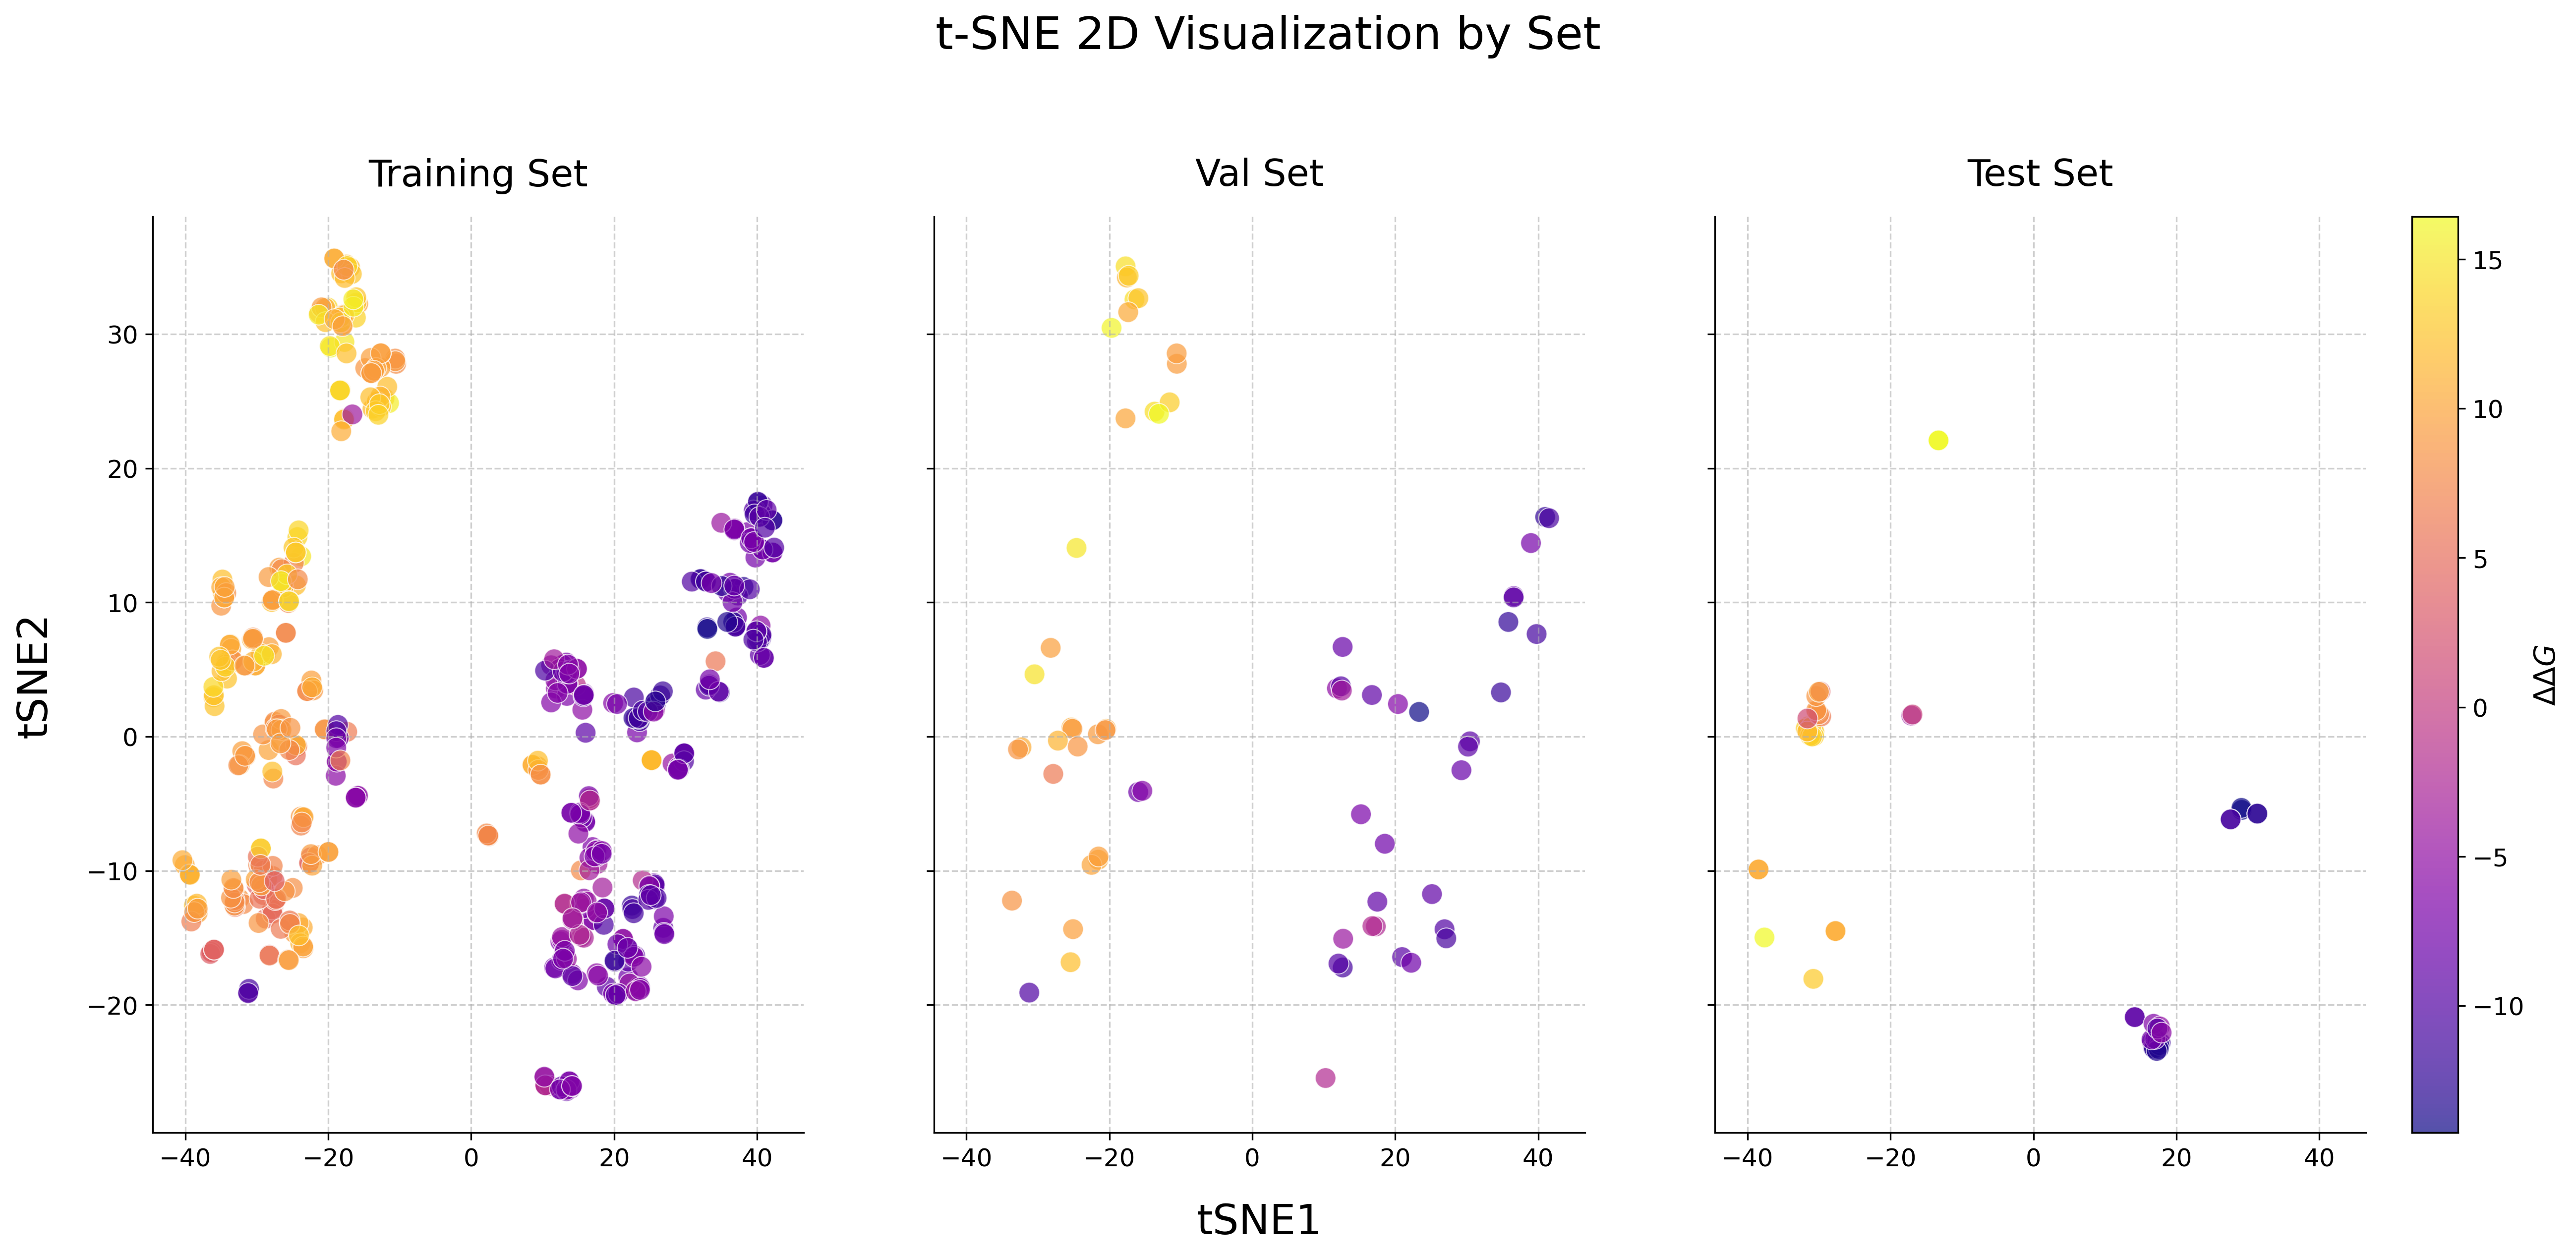 t-SNE 2D Visualization by Set
Training Set
Val Set
Test Set
30
20
10
0
−10
−20
tSNE2
−40 −20 0 20 40
−40 −20 0 20 40
−40 −20 0 20 40
tSNE1
15
10
5
0
−5
−10
ΔΔG